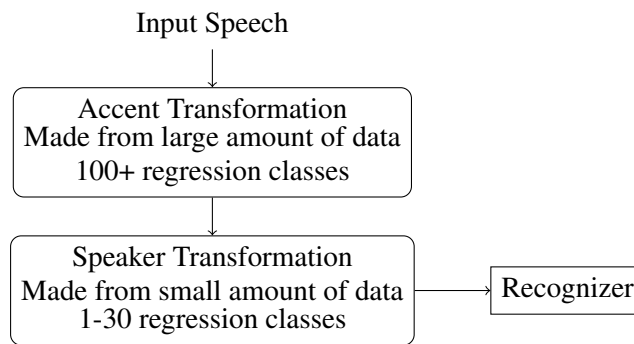 Input Speech
Accent Transformation
Made from large amount of data
100+ regression classes
Speaker Transformation
Made from small amount of data
1-30 regression classes
Recognizer